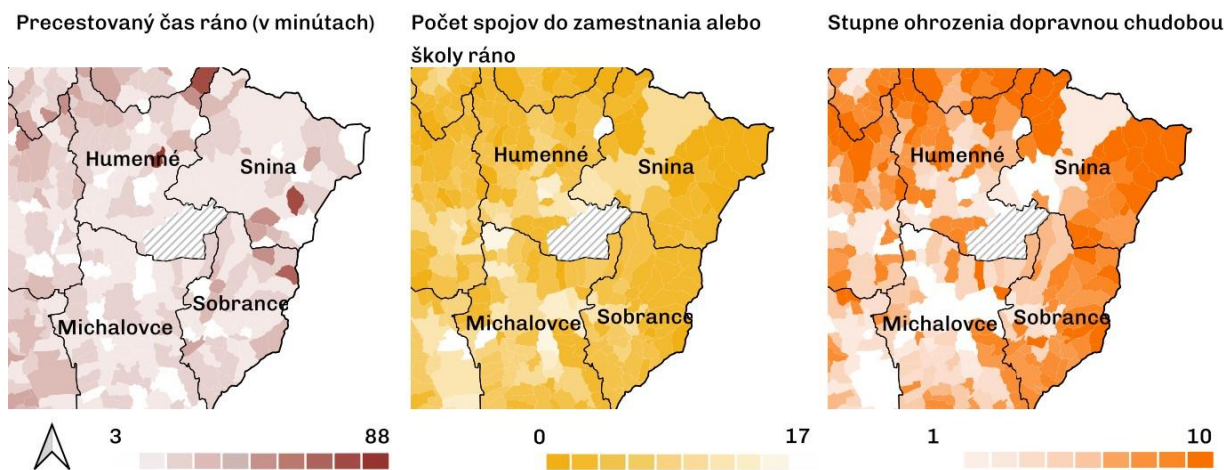 Precestovaný čas ráno (v minútach)
Počet spojov do zamestnania alebo
školy ráno
Stupne ohrozenia dopravnou chudobou
Humenné
Snina
Michalovce
Sobrance
Humenné
Snina
Michalovce
Sobrance
Humenné
Snina
Michalovce
Sobrance
3
88
0
17
1
10